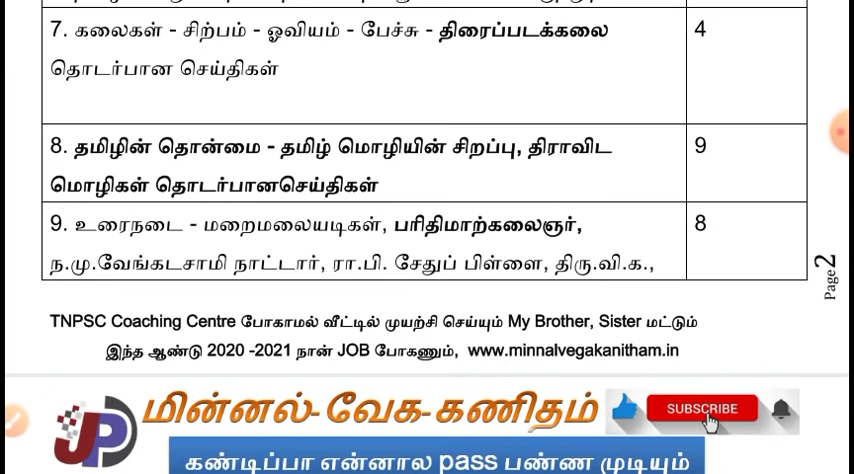 7. கலைகள் - சிற்பம் - ஓவியம் - பேச்சு - திரைப்படக்கலை 4
தொடர்பான செய்திகள்
8. தமிழின் தொன்மை - தமிழ் மொழியின் சிறப்பு, திராவிட 9
மொழிகள் தொடர்பானசெய்திகள்
9. உரைநடை - மறைமலையடிகள், பரிதிமாற்கலைஞர், 8
ந.மு.வேங்கடசாமி நாட்டார், ரா.பி. சேதுப் பிள்ளை, திரு.வி.க.,
Page 2
TNPSC Coaching Centre போகாமல் வீட்டில் முயற்சி செய்யும் My Brother, Sister மட்டும்
இந்த ஆண்டு 2020 -2021 நான் JOB போகணும், www.minnalvegakanitham.in
JP
மின்னல்-வேக-கணிதம்
SUBSCRIBE
கண்டிப்பா என்னால pass பண்ண முடியும்